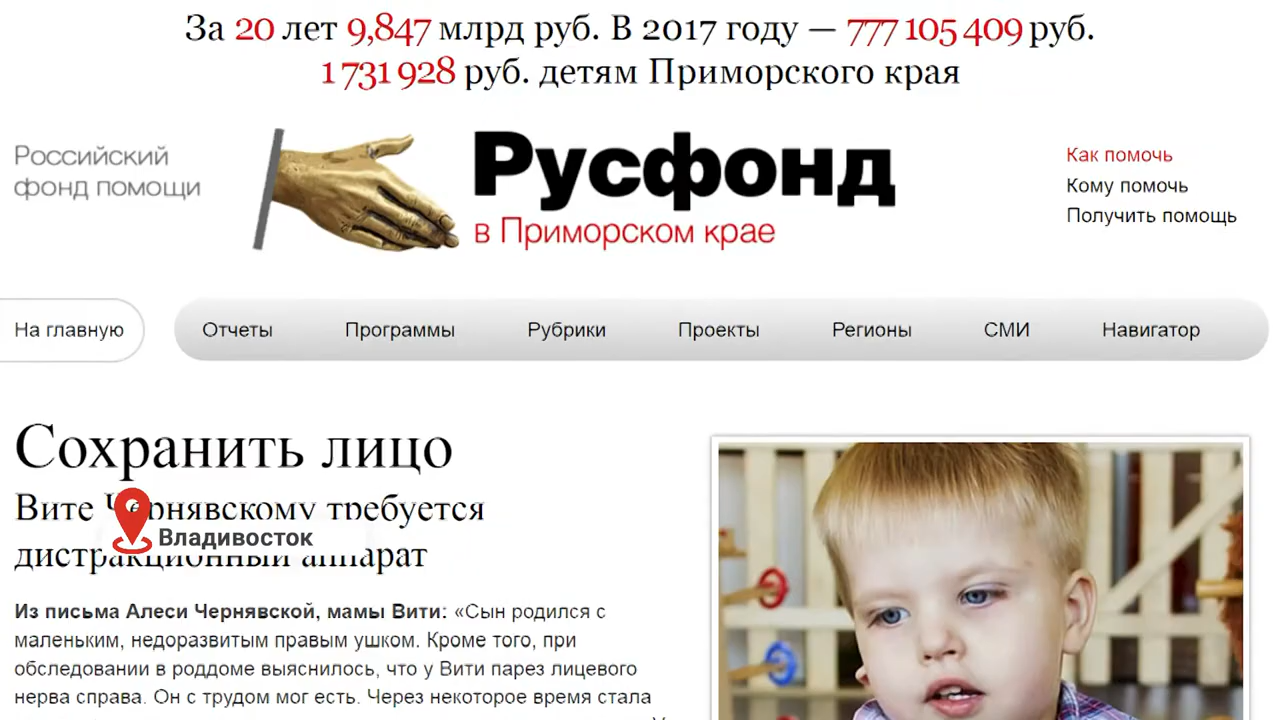 За 20 лет 9,847 млрд руб. В 2017 году — 777 105 409 руб.
1 731 928 руб. детям Приморского края
Российский
фонд помощи
Русфонд
в Приморском крае
Как помочь
Кому помочь
Получить помощь
На главную
Отчеты
Программы
Рубрики
Проекты
Регионы
СМИ
Навигатор
Сохранить лицо
Вите Чернявскому требуется
Владивосток
дистракционный аппарат
Из письма Алеси Чернявской, мамы Вити: «Сын родился с
маленьким, недоразвитым правым ушком. Кроме того, при
обследовании в роддоме выяснилось, что у Вити парез лицевого
нерва справа. Он с трудом мог есть. Через некоторое время стала